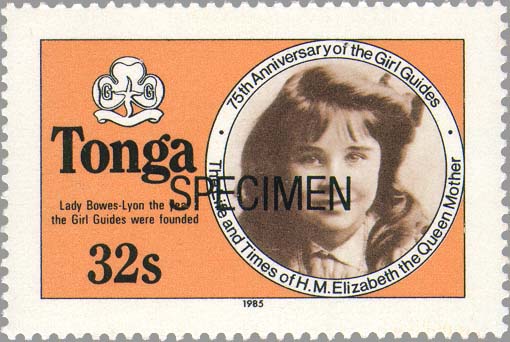 75th Anniversary of the Girl Guides
The Life and Times of H.M. Elizabeth the Queen Mother
G G
Tonga
SPECIMEN
Lady Bowes-Lyon the year
the Girl Guides were founded
32s
1985